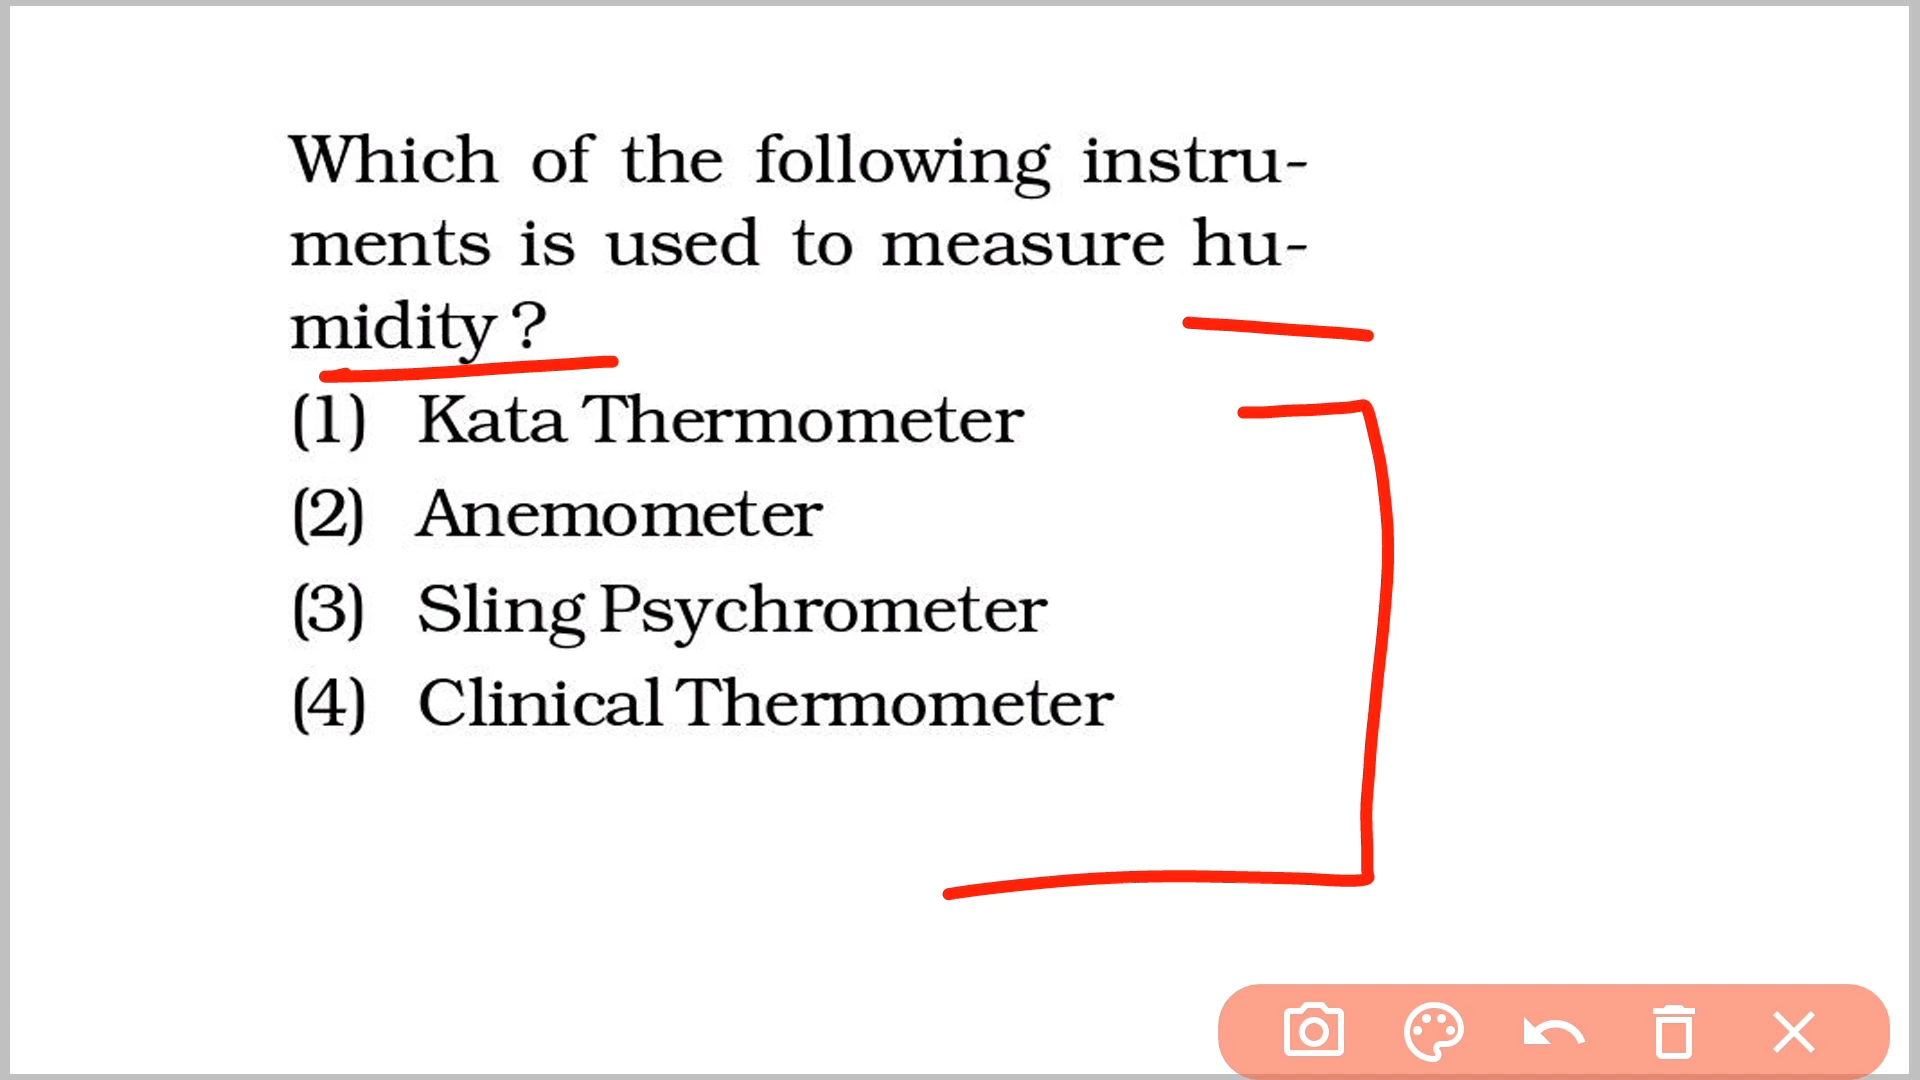 Which of the following instru-
ments is used to measure hu-
midity ?
(1) Kata Thermometer
(2) Anemometer
(3) Sling Psychrometer
(4) Clinical Thermometer